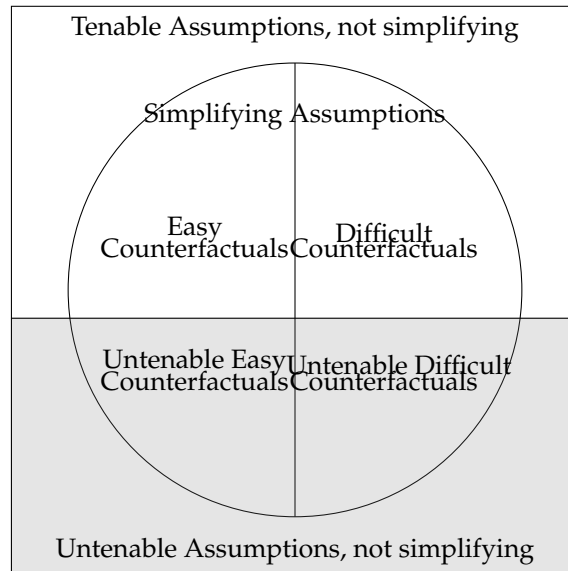 Tenable Assumptions, not simplifying
Simplifying Assumptions
Easy
Counterfactuals
Difficult
Counterfactuals
Untenable Easy
Counterfactuals
Untenable Difficult
Counterfactuals
Untenable Assumptions, not simplifying